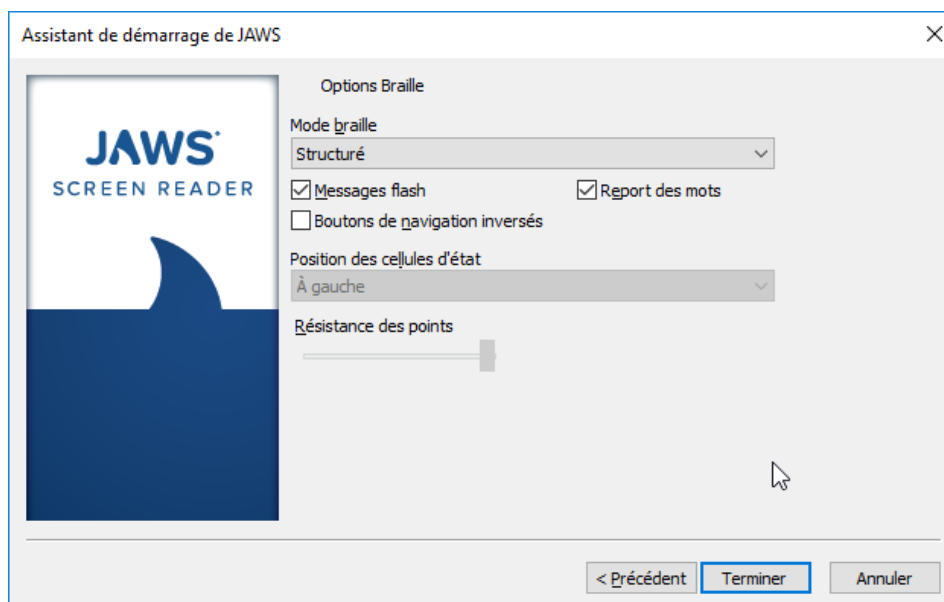 Assistant de démarrage de JAWS
JAWS
SCREEN READER
Options Braille
Mode braille
Structuré
Messages flash
Report des mots
Boutons de navigation inversés
Position des cellules d'état
À gauche
Résistance des points
< Précédent
Terminer
Annuler